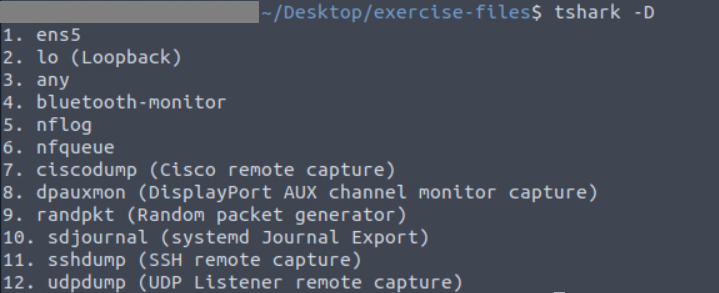 ~/Desktop/exercise-files$ tshark -D
1. ens5
2. lo (Loopback)
3. any
4. bluetooth-monitor
5. nflog
6. nfqueue
7. ciscodump (Cisco remote capture)
8. dpauxmon (DisplayPort AUX channel monitor capture)
9. randpkt (Random packet generator)
10. sdjournal (systemd Journal Export)
11. sshdump (SSH remote capture)
12. udpdump (UDP Listener remote capture)